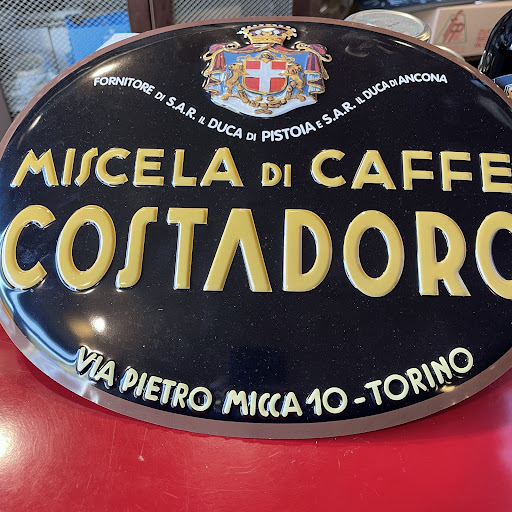 FORNITORE DI S.A.R. IL DUCA DI PISTOIA E S.A.R. IL DUCA DI ANCONA
MISCELA DI CAFFE
COSTADORO
VIA PIETRO MICCA 10 - TORINO